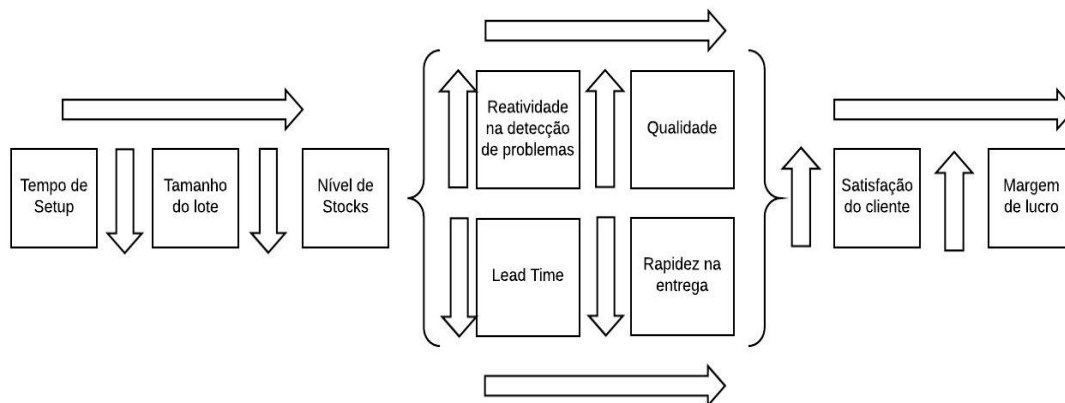 Tempo de
Setup
Tamanho
do lote
Nível de
Stocks
Reatividade
na detecção
de problemas
Qualidade
Lead Time
Rapidez na
entrega
Satisfação
do cliente
Margem
de lucro